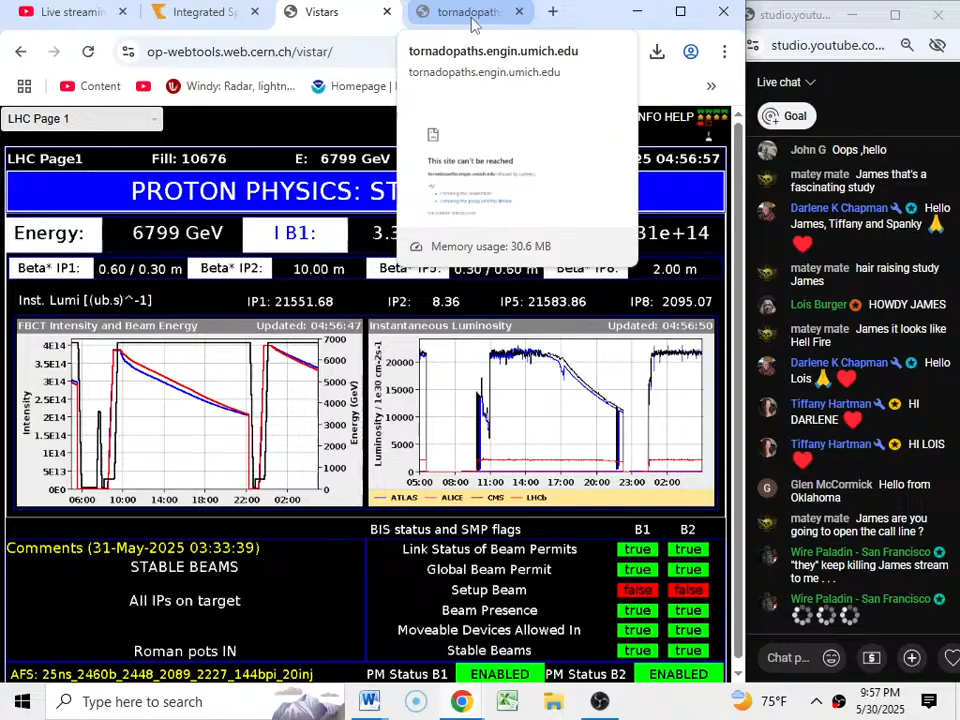 Live streamin
Integrated Sp
Vistars
tornadopath
studio.youtube
op-webtools.web.cern.ch/vistar/
studio.youtube.co...
tornadopaths.engin.umich.edu
tornadopaths.engin.umich.edu
This site can't be reached
Memory usage: 30.6 MB
Content
Windy: Radar, lightn...
Homepage |
»
LHC Page 1
NFO HELP
LHC Page1 Fill: 10676 E: 6799 GeV 25 04:56:57
PROTON PHYSICS: ST
Energy: 6799 GeV I B1: 3.3 31e+14
Beta* IP1: 0.60 / 0.30 m Beta* IP2: 10.00 m Beta* IP5: 0.60 / 0.30 m Beta* IP8: 2.00 m
Inst. Lumi [(ub.s)^-1] IP1: 21551.68 IP2: 8.36 IP5: 21583.86 IP8: 2095.07
FBCT Intensity and Beam Energy Updated: 04:56:47
Intensity
4E14
3.5E14
3E14
2.5E14
2E14
1.5E14
1E14
5E13
0E0
7000
6000
5000
4000
3000
2000
1000
0
Energy (GeV)
06:00 10:00 14:00 18:00 22:00 02:00
Instantaneous Luminosity Updated: 04:56:50
Luminosity / 1e30 cm-2s-1
20000
15000
10000
5000
0
05:00 08:00 11:00 14:00 17:00 20:00 23:00 02:00
ATLAS ALICE CMS LHCb
BIS status and SMP flags B1 B2
Comments (31-May-2025 03:33:39)
STABLE BEAMS
All IPs on target
Roman pots IN
Link Status of Beam Permits true true
Global Beam Permit true true
Setup Beam false false
Beam Presence true true
Moveable Devices Allowed In true true
Stable Beams true true
AFS: 25ns_2460b_2448_2089_2227_144bpi_20inj PM Status B1 ENABLED PM Status B2 ENABLED
Live chat
Goal
John G Oops ,hello
matey mate James that's a
fascinating study
Darlene K Chapman Hello
James, Tiffany and Spanky
matey mate hair raising study
James
Lois Burger HOWDY JAMES
matey mate James it looks like
Hell Fire
Darlene K Chapman Hello
Lois
Tiffany Hartman HI
DARLENE
Tiffany Hartman HI LOIS
G
Glen McCormick Hello from
Oklahoma
matey mate James are you
going to open the call line ?
Wire Paladin - San Francisco
"they" keep killing James stream
to me . . .
Wire Paladin - San Francisco
Chat p...
Type here to search
75°F
9:57 PM
5/30/2025